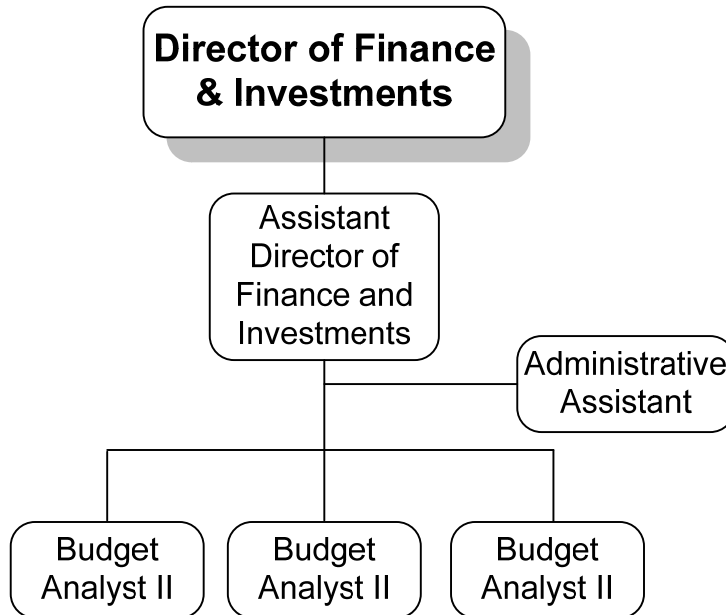 Director of Finance
& Investments
Assistant
Director of
Finance and
Investments
Administrative
Assistant
Budget
Analyst II
Budget
Analyst II
Budget
Analyst II